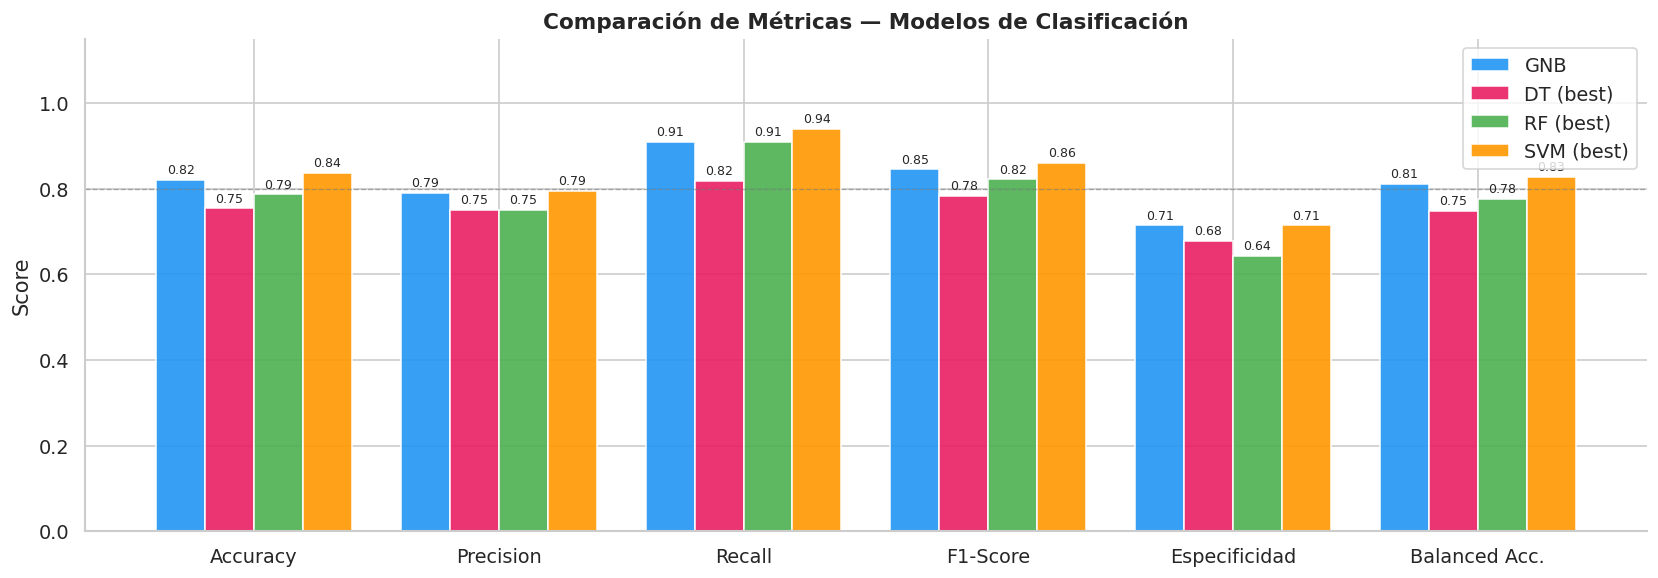 Comparación de Métricas — Modelos de Clasificación
GNB
DT (best)
RF (best)
SVM (best)
Score
1.0
0.8
0.6
0.4
0.2
0.0
0.82
0.75
0.79
0.84
0.79
0.75
0.75
0.79
0.91
0.82
0.91
0.94
0.85
0.78
0.82
0.86
0.71
0.68
0.64
0.71
0.81
0.75
0.78
0.83
Accuracy
Precision
Recall
F1-Score
Especificidad
Balanced Acc.